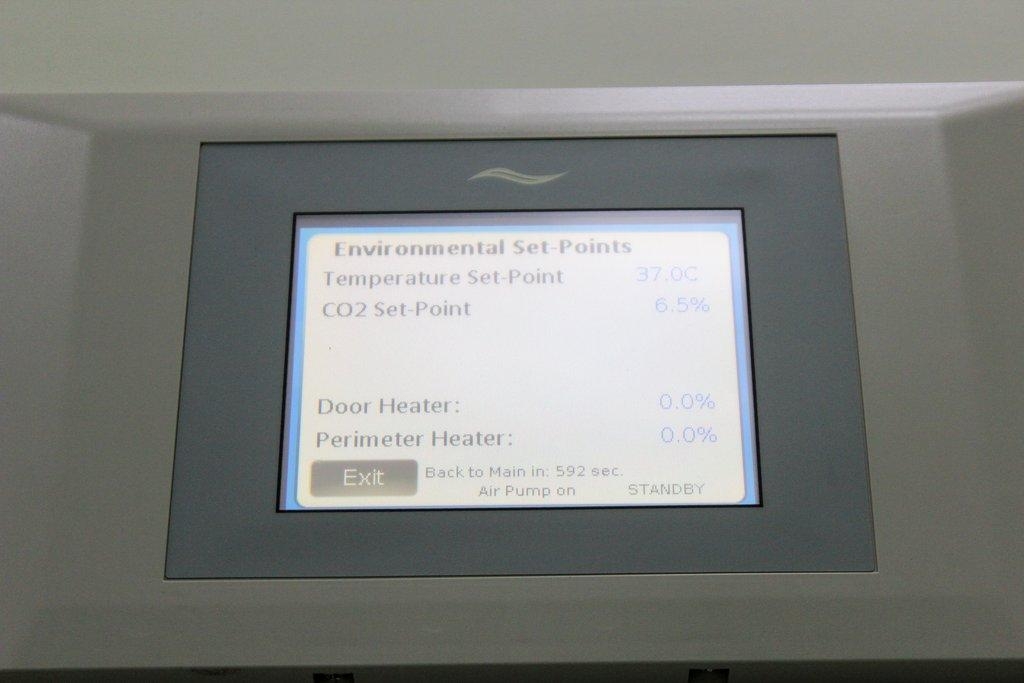 Environmental Set-Points
Temperature Set-Point 37.0C
CO2 Set-Point 6.5%
Door Heater: 0.0%
Perimeter Heater: 0.0%
Exit Back to Main in: 592 sec.
Air Pump on STANDBY